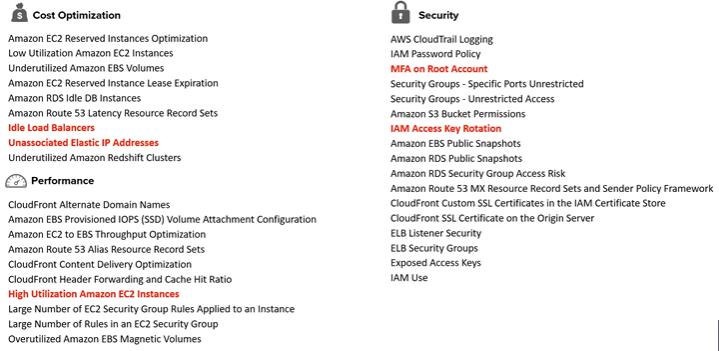 Cost Optimization
Amazon EC2 Reserved Instances Optimization
Low Utilization Amazon EC2 Instances
Underutilized Amazon EBS Volumes
Amazon EC2 Reserved Instance Lease Expiration
Amazon RDS Idle DB Instances
Amazon Route 53 Latency Resource Record Sets
Idle Load Balancers
Unassociated Elastic IP Addresses
Underutilized Amazon Redshift Clusters
Performance
CloudFront Alternate Domain Names
Amazon EBS Provisioned IOPS (SSD) Volume Attachment Configuration
Amazon EC2 to EBS Throughput Optimization
Amazon Route 53 Alias Resource Record Sets
CloudFront Content Delivery Optimization
CloudFront Header Forwarding and Cache Hit Ratio
High Utilization Amazon EC2 Instances
Large Number of EC2 Security Group Rules Applied to an Instance
Large Number of Rules in an EC2 Security Group
Overutilized Amazon EBS Magnetic Volumes
Security
AWS CloudTrail Logging
IAM Password Policy
MFA on Root Account
Security Groups - Specific Ports Unrestricted
Security Groups - Unrestricted Access
Amazon S3 Bucket Permissions
IAM Access Key Rotation
Amazon EBS Public Snapshots
Amazon RDS Public Snapshots
Amazon RDS Security Group Access Risk
Amazon Route 53 MX Resource Record Sets and Sender Policy Framework
CloudFront Custom SSL Certificates in the IAM Certificate Store
CloudFront SSL Certificate on the Origin Server
ELB Listener Security
ELB Security Groups
Exposed Access Keys
IAM Use